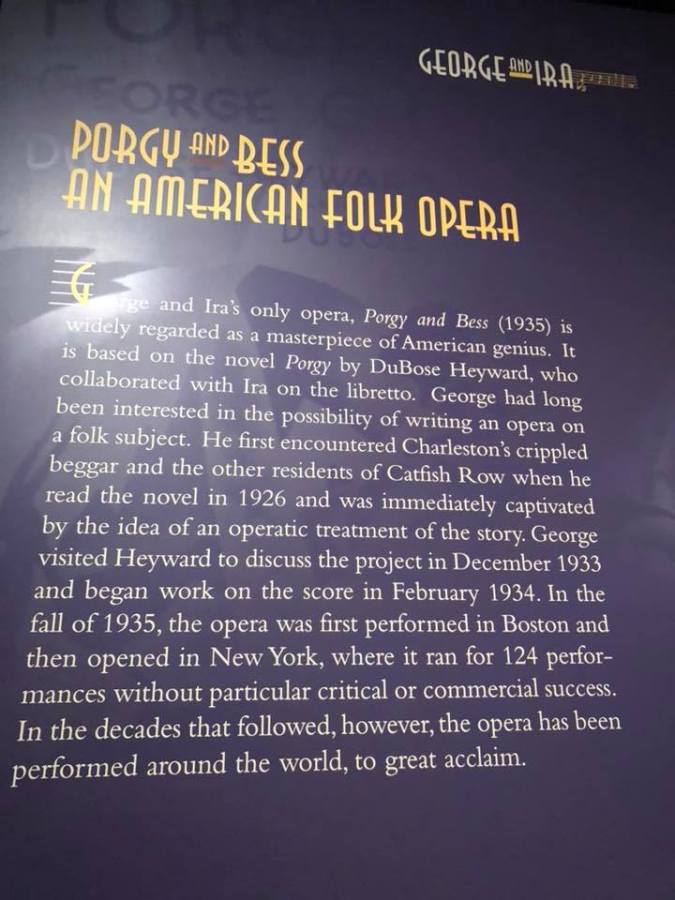 GEORGE AND IRA
PORGY AND BESS
AN AMERICAN FOLK OPERA
George and Ira's only opera, Porgy and Bess (1935) is
widely regarded as a masterpiece of American genius. It
is based on the novel Porgy by DuBose Heyward, who
collaborated with Ira on the libretto. George had long
been interested in the possibility of writing an opera on
a folk subject. He first encountered Charleston's crippled
beggar and the other residents of Catfish Row when he
read the novel in 1926 and was immediately captivated
by the idea of an operatic treatment of the story. George
visited Heyward to discuss the project in December 1933
and began work on the score in February 1934. In the
fall of 1935, the opera was first performed in Boston and
then opened in New York, where it ran for 124 perfor-
mances without particular critical or commercial success.
In the decades that followed, however, the opera has been
performed around the world, to great acclaim.